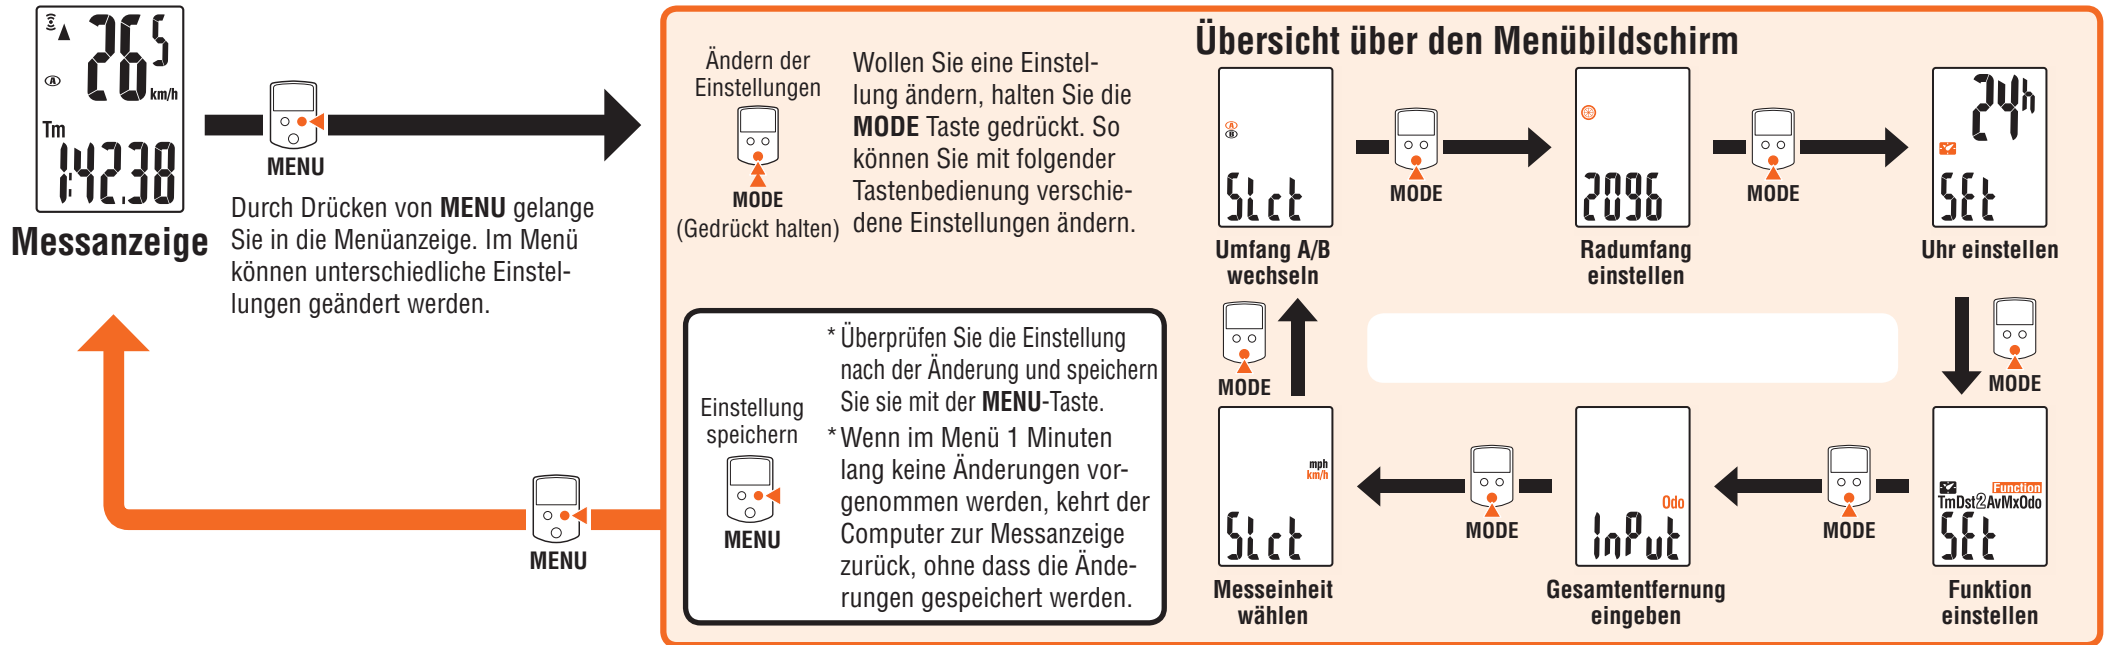 26 5
km/h
Tm
1:42.38
Messanzeige
MENU
Durch Drücken von MENU gelange
Sie in die Menüanzeige. Im Menü
können unterschiedliche Einstel-
lungen geändert werden.
MENU
Ändern der
Einstellungen
MODE
(Gedrückt halten)
Wollen Sie eine Einstel-
lung ändern, halten Sie die
MODE Taste gedrückt. So
können Sie mit folgender
Tastenbedienung verschie-
dene Einstellungen ändern.
Einstellung
speichern
MENU
* Überprüfen Sie die Einstellung
nach der Änderung und speichern
Sie sie mit der MENU-Taste.
* Wenn im Menü 1 Minuten
lang keine Änderungen vor-
genommen werden, kehrt der
Computer zur Messanzeige
zurück, ohne dass die Ände-
rungen gespeichert werden.
Übersicht über den Menübildschirm
A
B
SLct
Umfang A/B
wechseln
MODE
2096
Radumfang
einstellen
MODE
24h
SEt
Uhr einstellen
MODE
Function
TmDst2AvMxOdo
SEt
Funktion
einstellen
MODE
Odo
InPut
Gesamtentfernung
eingeben
MODE
mph
km/h
SLct
Messeinheit
wählen
MODE